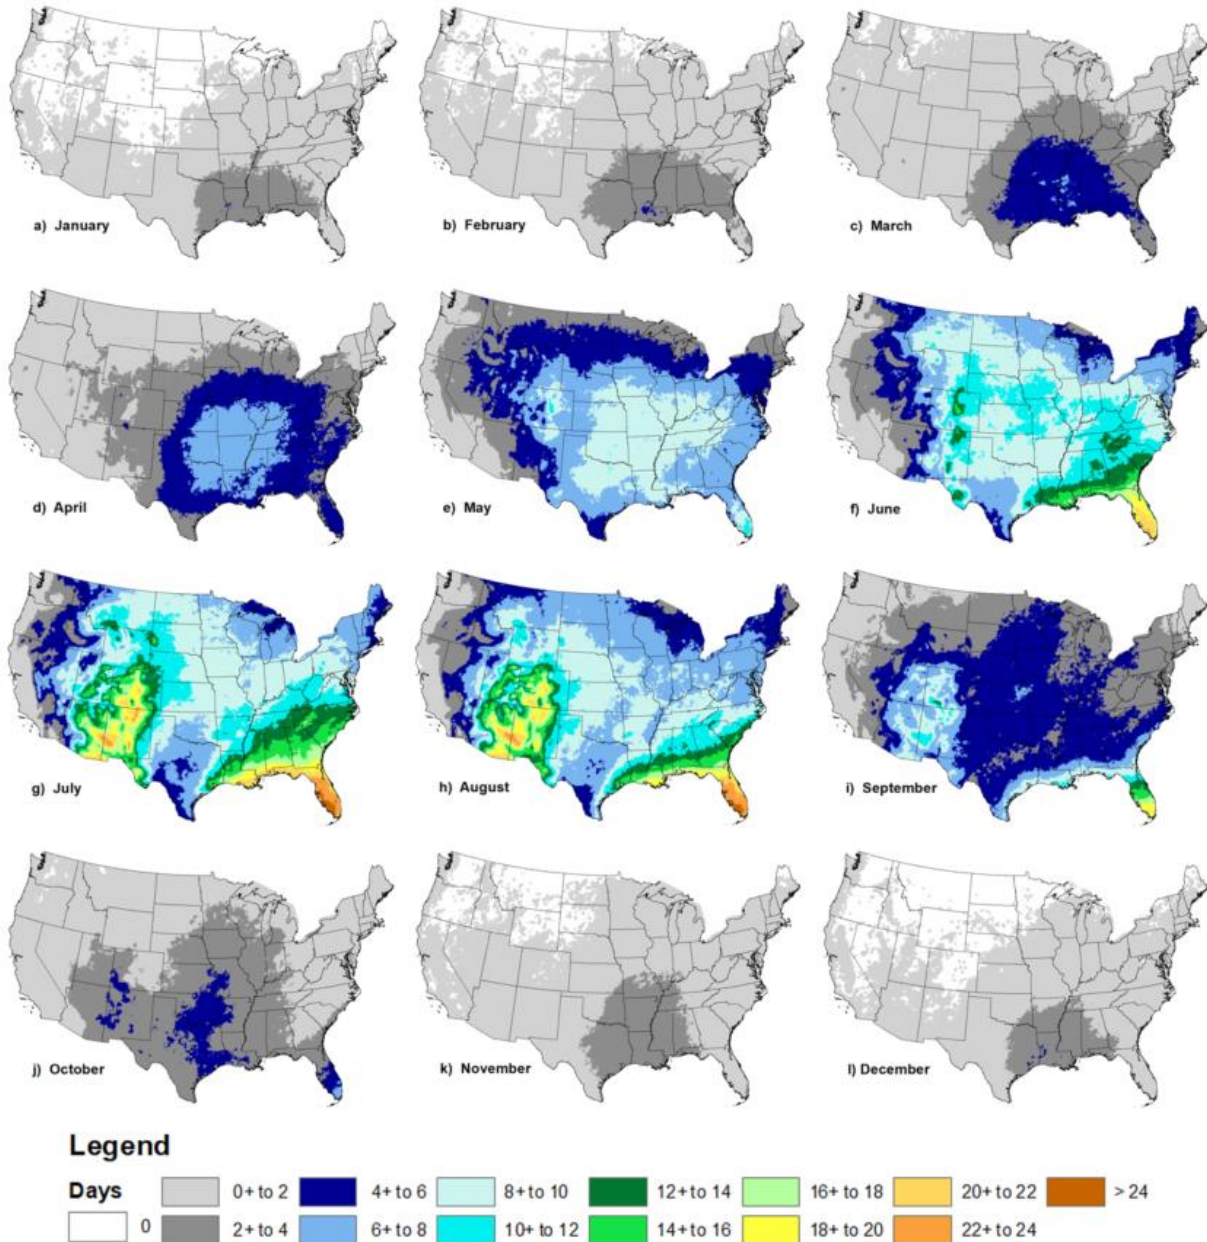 a) January
b) February
c) March
d) April
e) May
f) June
g) July
h) August
i) September
j) October
k) November
l) December
Legend
Days
0+ to 2 4+ to 6 8+ to 10 12+ to 14 16+ to 18 20+ to 22 > 24
0 2+ to 4 6+ to 8 10+ to 12 14+ to 16 18+ to 20 22+ to 24